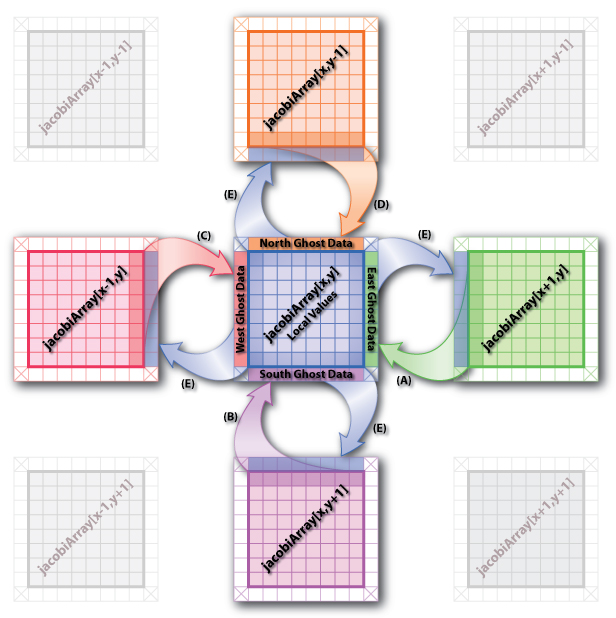 jacobiArray[x-1,y-1]
jacobiArray[x,y-1]
jacobiArray[x+1,y-1]
(E)
(D)
(C)
(E)
North Ghost Data
jacobiArray[x-1,y]
West Ghost Data
jacobiArray[x,y]
Local Values
East Ghost Data
jacobiArray[x+1,y]
(E)
(A)
South Ghost Data
(B)
(E)
jacobiArray[x-1,y+1]
jacobiArray[x,y+1]
jacobiArray[x+1,y+1]